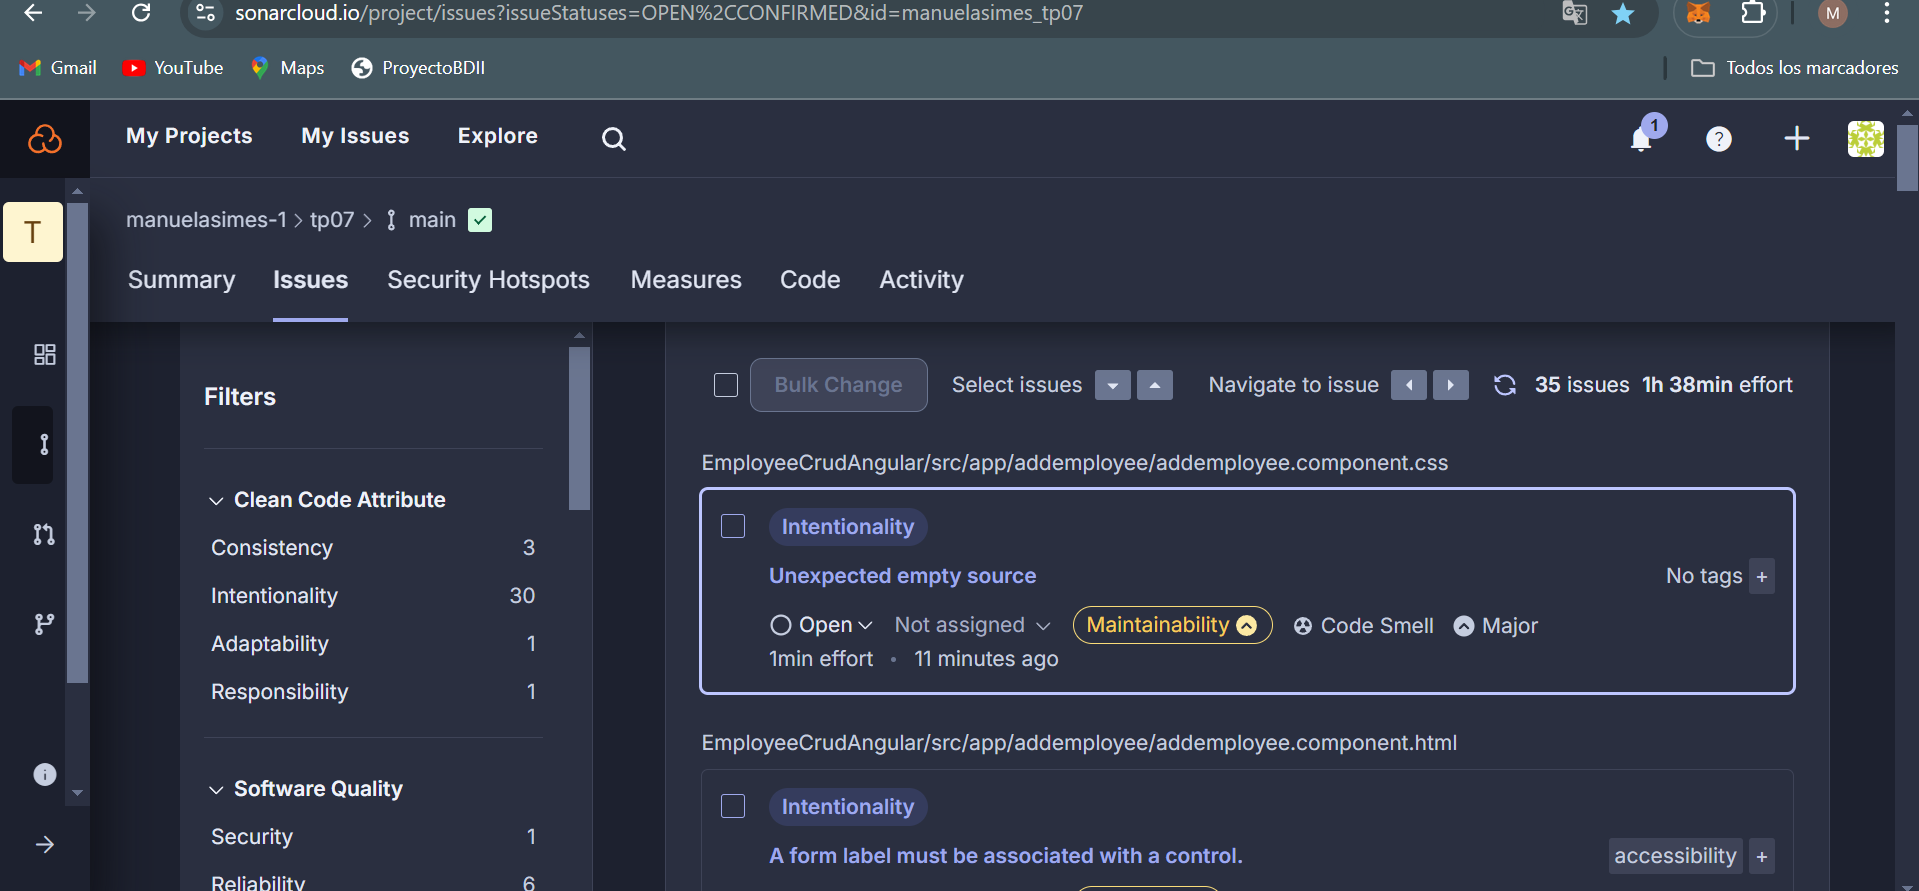 sonarcloud.io/project/issues?issueStatuses=OPEN%2CCONFIRMED&id=manuelasimes_tp07
M
Gmail
YouTube
Maps
ProyectoBDII
Todos los marcadores
My Projects
My Issues
Explore
1
?
T
manuelasimes-1 > tp07 > main
Summary
Issues
Security Hotspots
Measures
Code
Activity
Filters
Clean Code Attribute
Consistency 3
Intentionality 30
Adaptability 1
Responsibility 1
Software Quality
Security 1
Reliability 6
Bulk Change
Select issues
Navigate to issue
35 issues 1h 38min effort
EmployeeCrudAngular/src/app/addemployee/addemployee.component.css
Intentionality
Unexpected empty source
No tags +
Open Not assigned Maintainability Code Smell Major
1min effort • 11 minutes ago
EmployeeCrudAngular/src/app/addemployee/addemployee.component.html
Intentionality
A form label must be associated with a control.
accessibility +